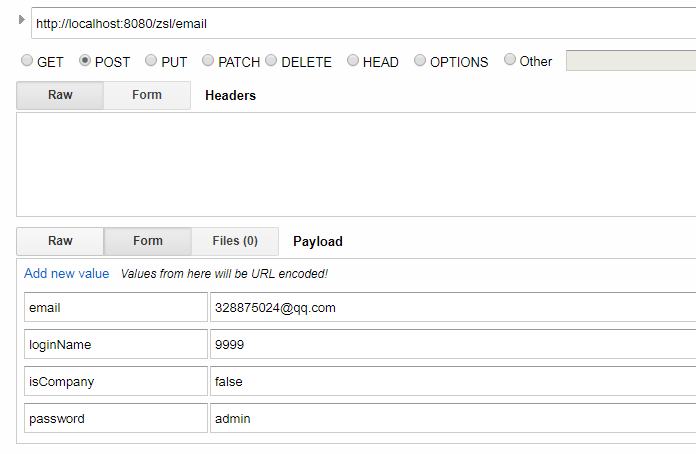 http://localhost:8080/zsl/email
GET POST PUT PATCH DELETE HEAD OPTIONS Other
Raw Form Headers
Raw Form Files (0) Payload
Add new value Values from here will be URL encoded!
email 328875024@qq.com
loginName 9999
isCompany false
password admin